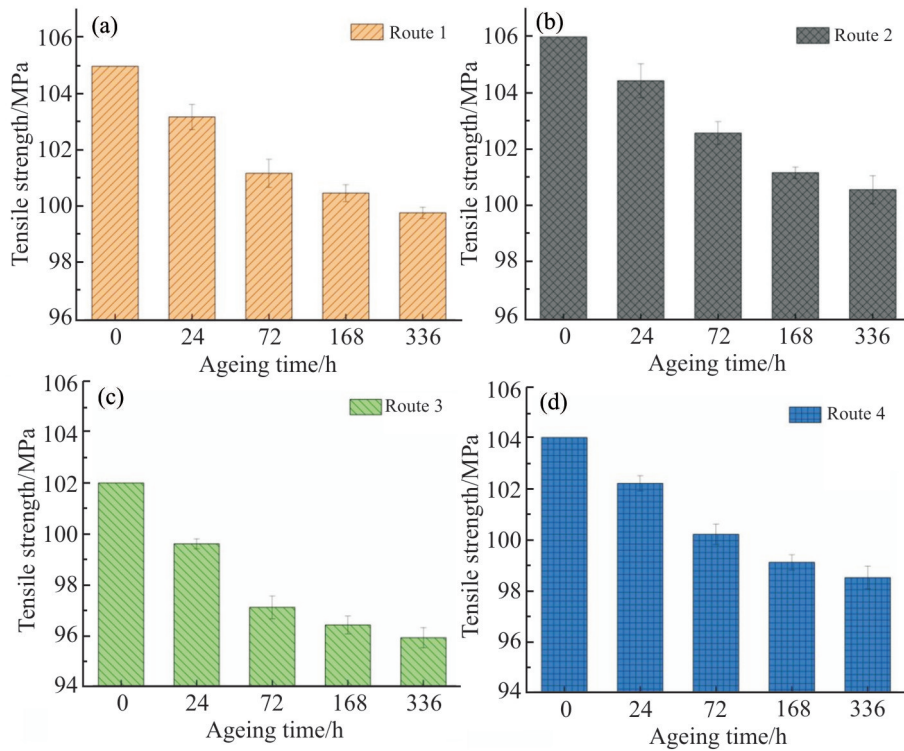 (a)
Route 1
Tensile strength/MPa
106
104
102
100
98
96
0 24 72 168 336
Ageing time/h
(b)
Route 2
Tensile strength/MPa
106
104
102
100
98
96
0 24 72 168 336
Ageing time/h
(c)
Route 3
Tensile strength/MPa
106
104
102
100
98
96
94
0 24 72 168 336
Ageing time/h
(d)
Route 4
Tensile strength/MPa
106
104
102
100
98
96
94
0 24 72 168 336
Ageing time/h